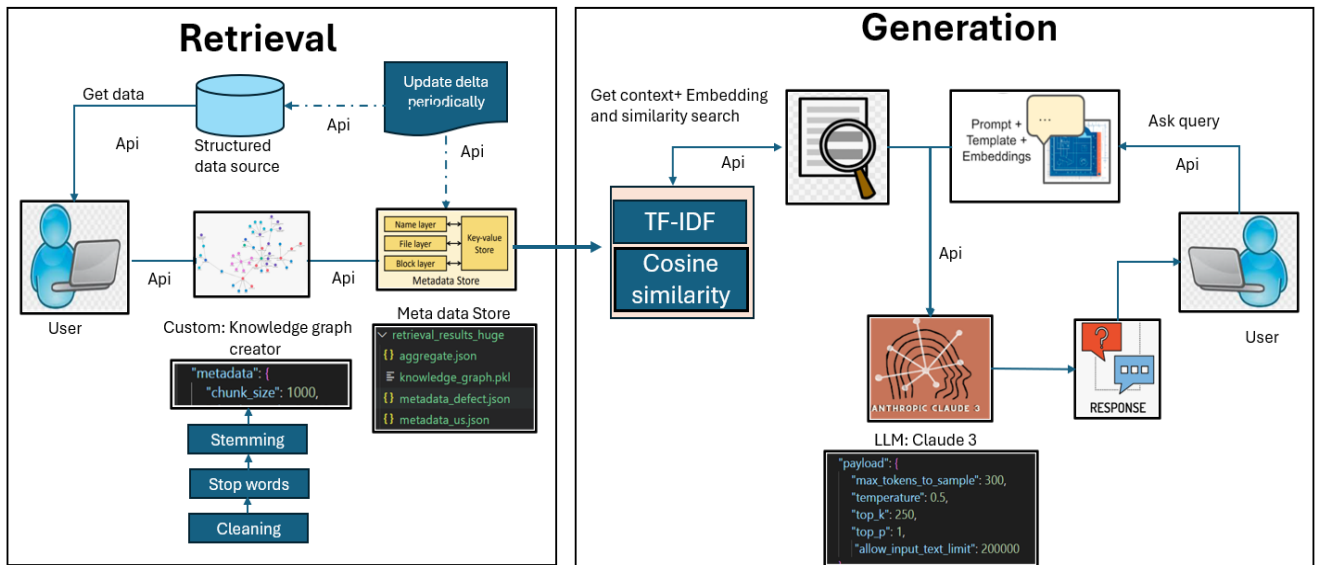 Retrieval
Get data
Api
Structured
data source
Api
Update delta
periodically
Api
User
Api
Api
Name layer
File layer
Block layer
Key-value
Store
Metadata Store
Custom: Knowledge graph
creator
"metadata": {
"chunk_size": 1000,
Stemming
Stop words
Cleaning
Meta data Store
retrieval_results_huge
{} aggregate.json
knowledge_graph.pkl
{} metadata_defect.json
{} metadata_us.json
Generation
Get context+ Embedding
and similarity search
Api
TF-IDF
Cosine
similarity
Prompt +
Template +
Embeddings
...
Ask query
Api
Api
User
ANTHROPIC CLAUDE 3
?
RESPONSE
LLM: Claude 3
"payload": {
"max_tokens_to_sample": 300,
"temperature": 0.5,
"top_k": 250,
"top_p": 1,
"allow_input_text_limit": 200000